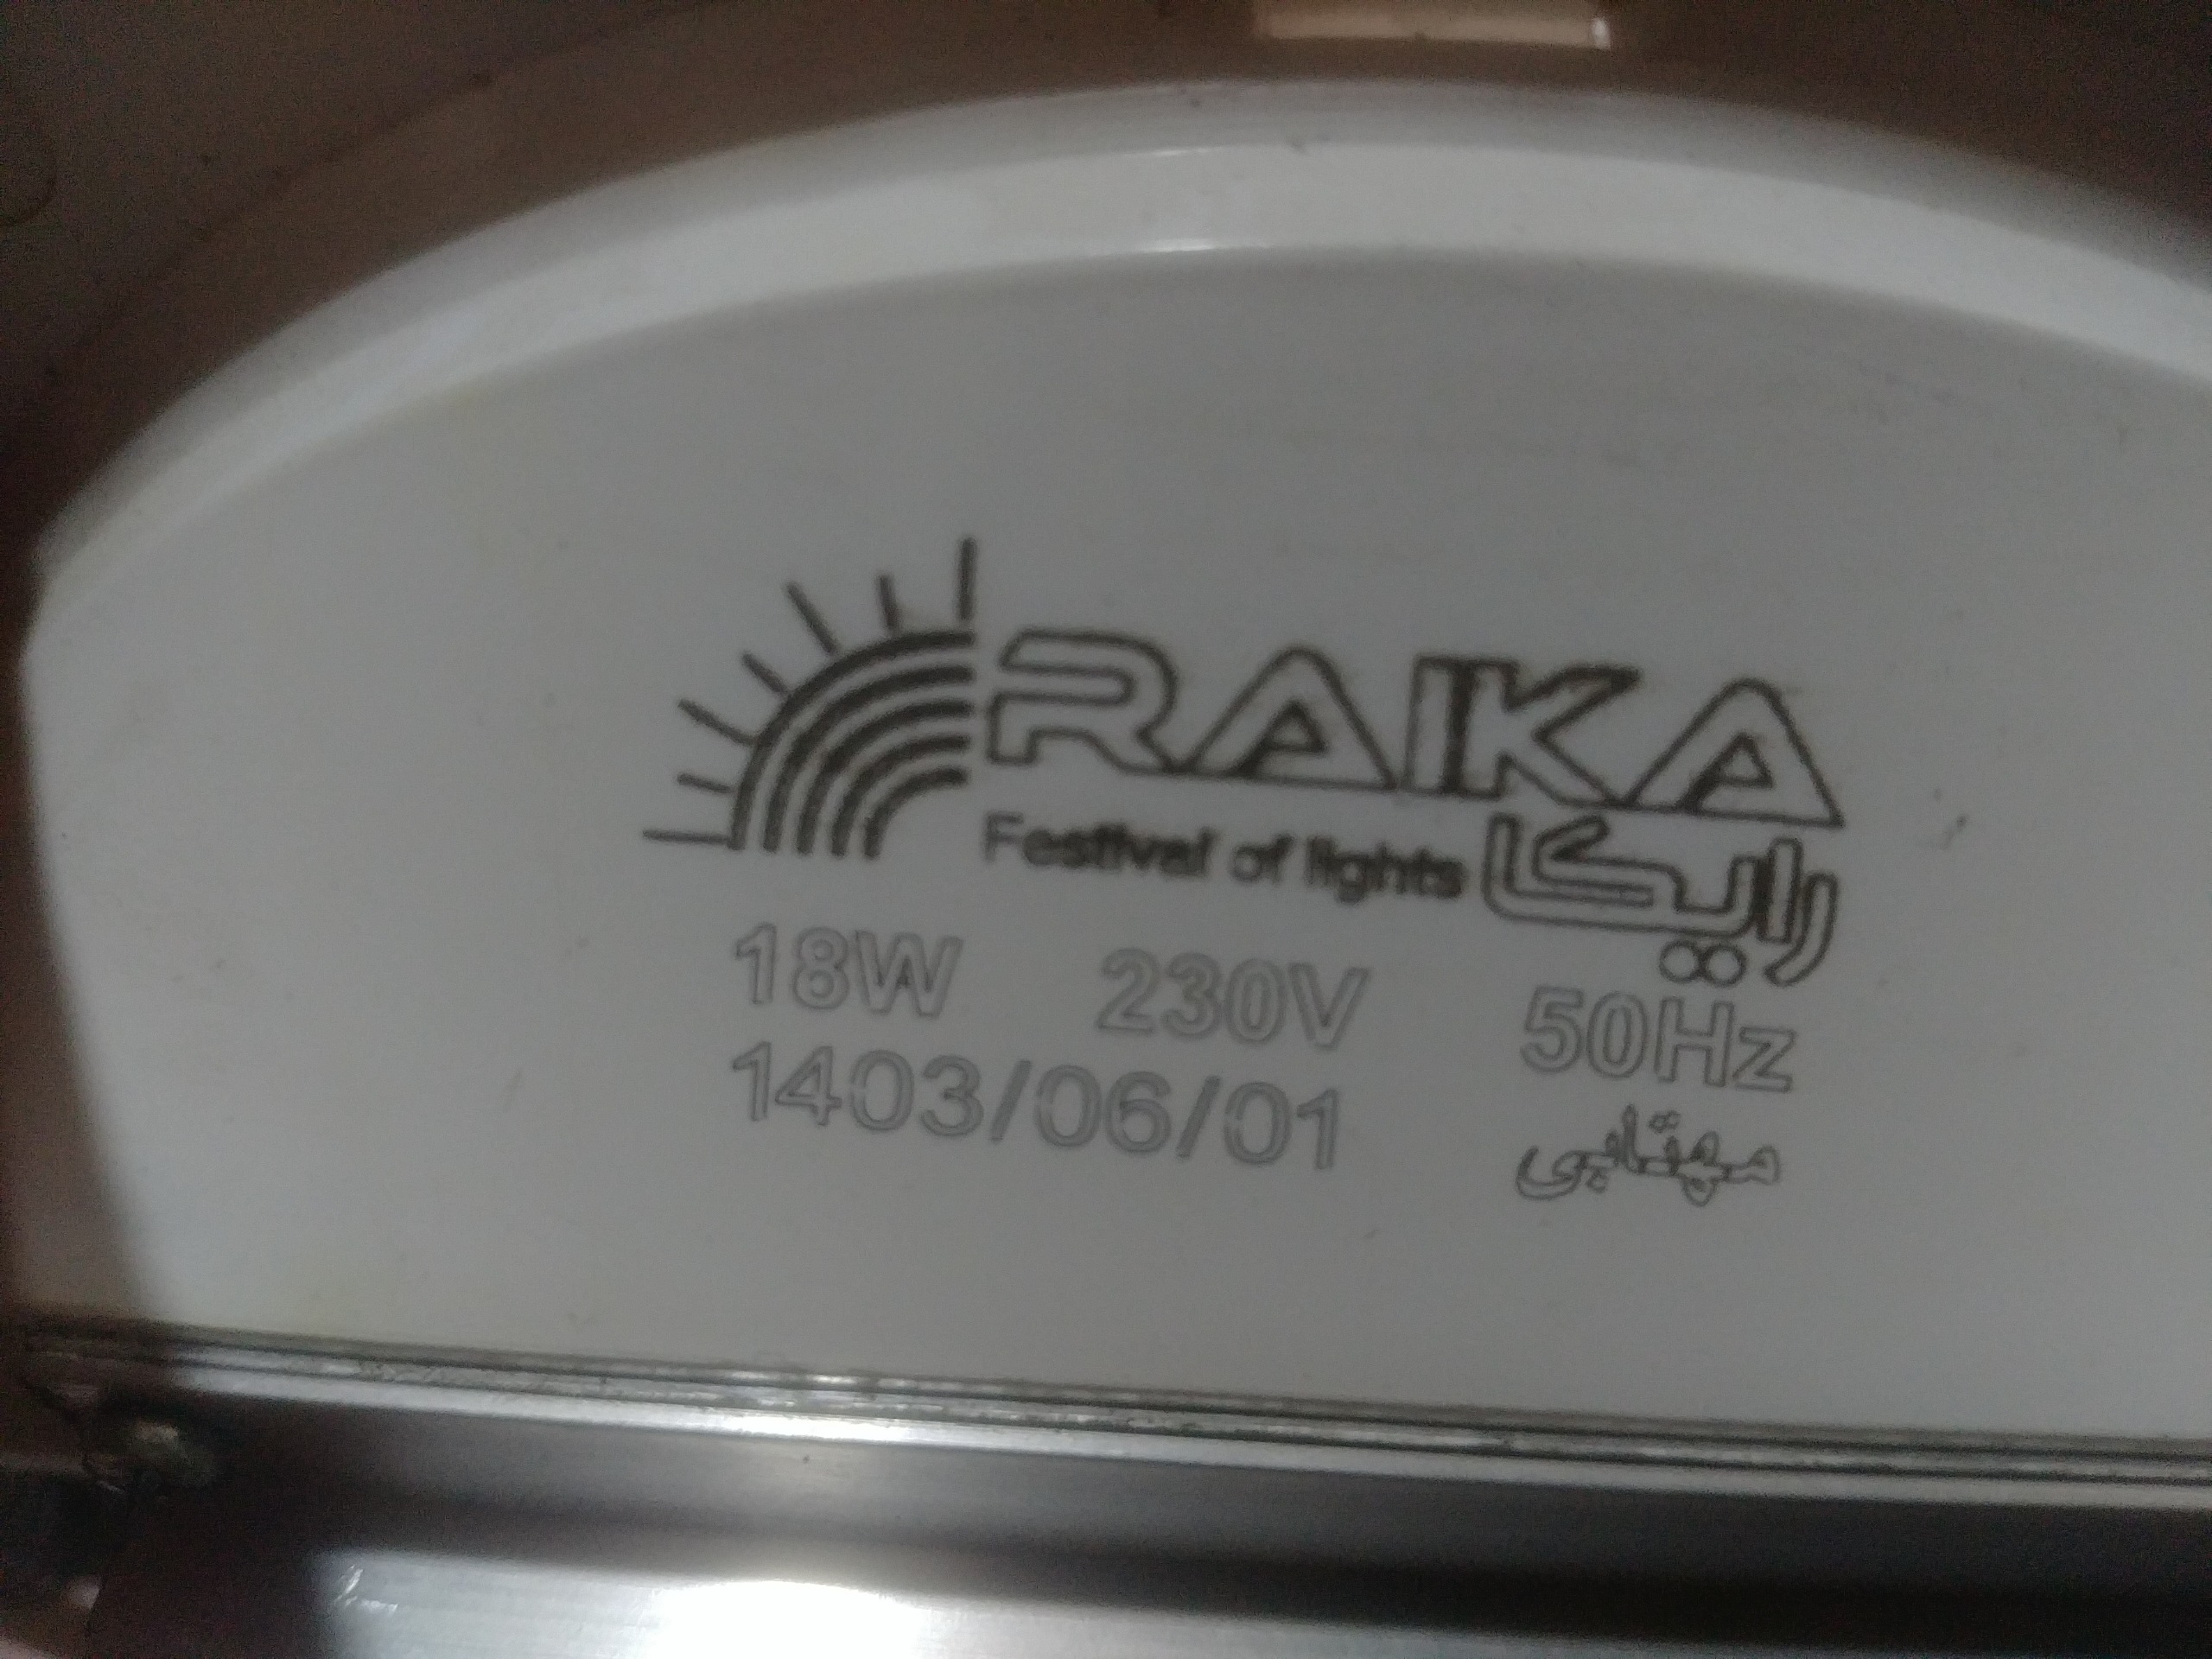 RAIKA
Festival of lights رایکا
18W 230V 50Hz
1403/06/01 مهتابی